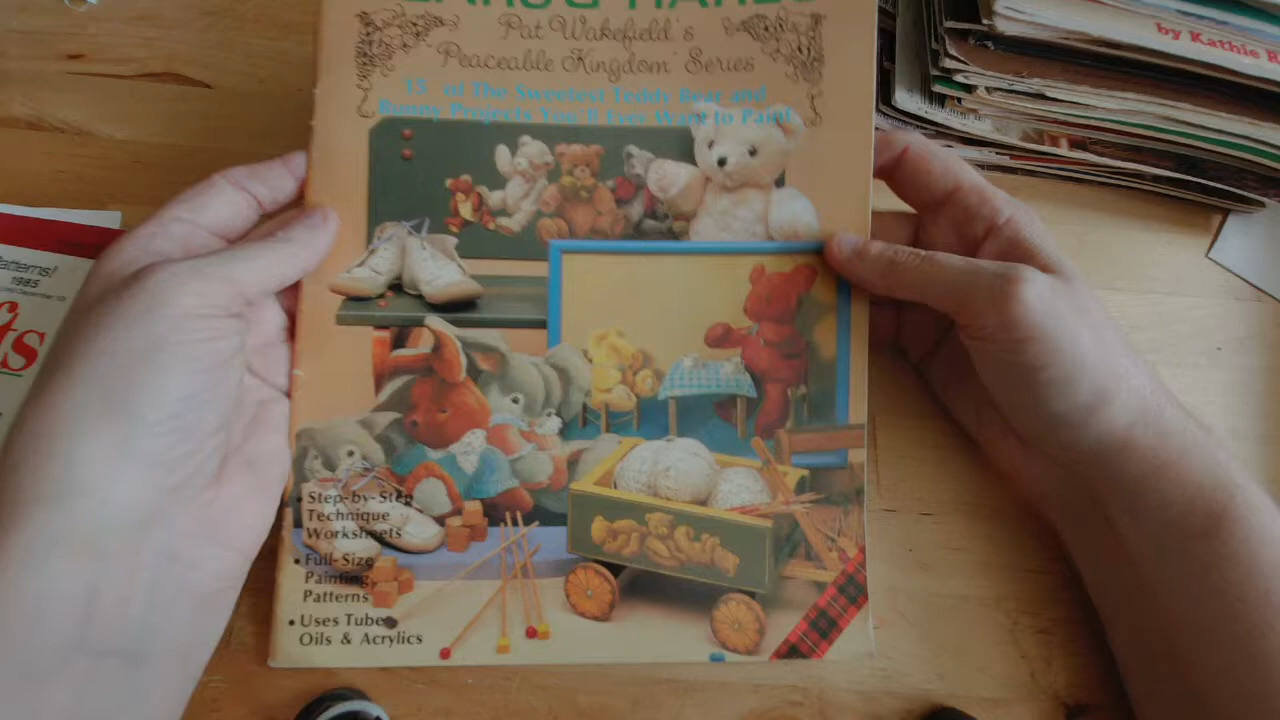 Pat Wakefield's
Peaceable Kingdom Series
15 of The Sweetest Teddy Bear and
Bunny Projects You'll Ever Want to Paint
• Step-by-Step
Technique
Worksheets
• Full-Size
Painting
Patterns
• Uses Tube
Oils & Acrylics
by Kathie
Patterns!
1985